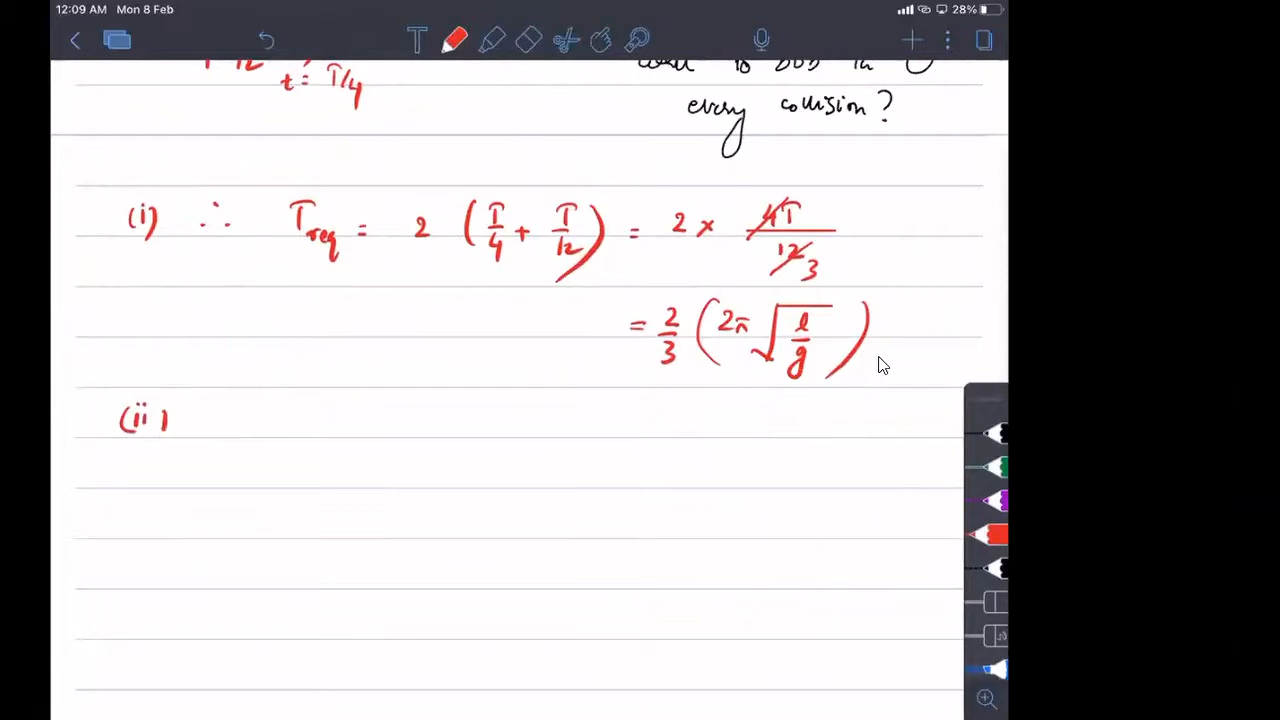 12:09 AM Mon 8 Feb 28%
t = T/4
every collision?
(i) ∴ T_req = 2 (T/4 + T/12) = 2 × 4T/12 3
= 2/3 (2π √(l/g))
(ii)